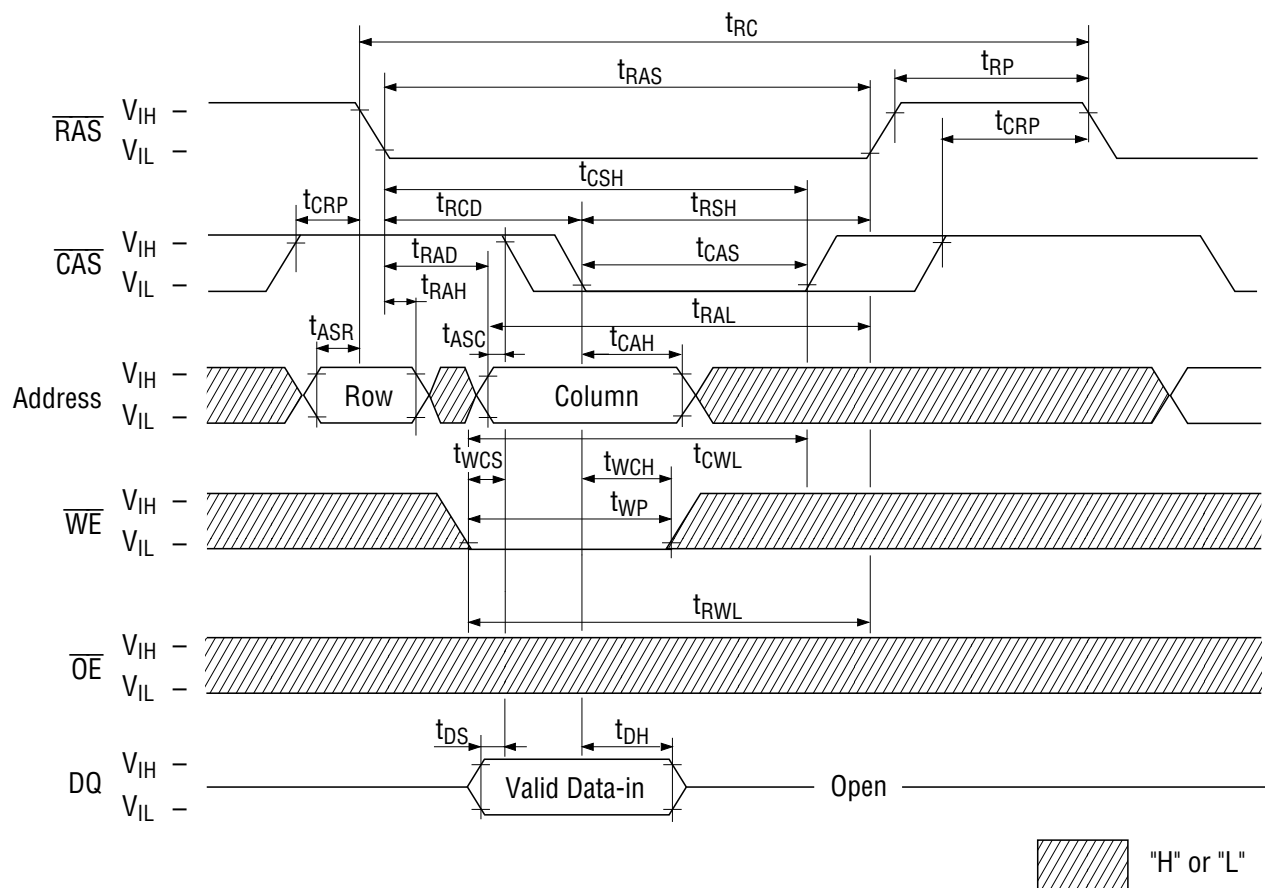 tRC
tRAS
tRP
RAS
VIH –
VIL –
tCRP
tCSH
tCRP
tRCD
tRSH
CAS
VIH –
VIL –
tRAD
tCAS
tRAH
tRAL
tASR
tASC
tCAH
Address
VIH –
VIL –
Row
Column
tWCS
tWCH
tCWL
WE
VIH –
VIL –
tWP
tRWL
OE
VIH –
VIL –
tDS
tDH
DQ
VIH –
VIL –
Valid Data-in
Open
"H" or "L"